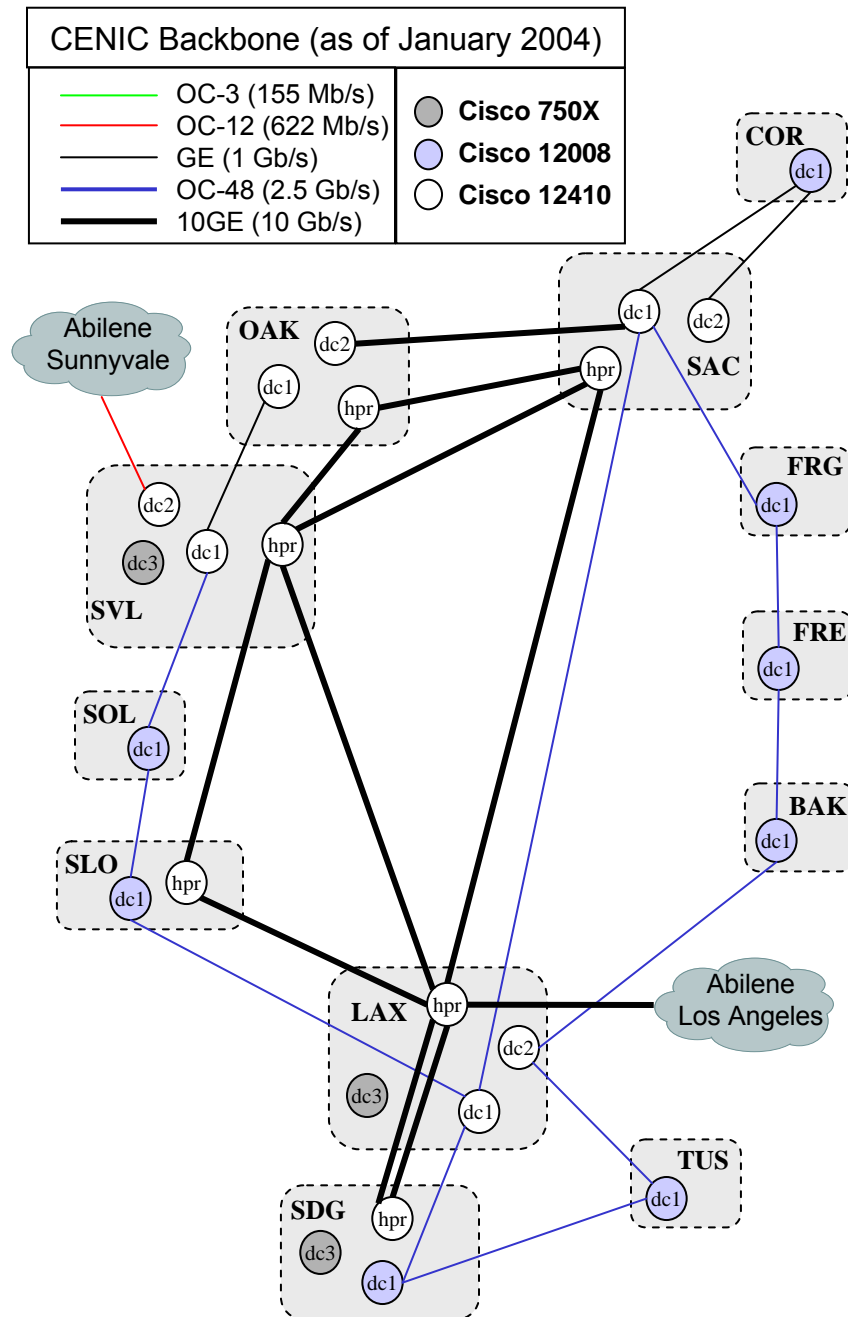 CENIC Backbone (as of January 2004)
OC-3 (155 Mb/s)
OC-12 (622 Mb/s)
GE (1 Gb/s)
OC-48 (2.5 Gb/s)
10GE (10 Gb/s)
Cisco 750X
Cisco 12008
Cisco 12410
COR
dc1
Abilene
Sunnyvale
OAK
dc2
dc1
hpr
dc1
dc2
hpr
SAC
FRG
dc1
dc2
dc3
dc1
hpr
SVL
FRE
dc1
SOL
dc1
BAK
dc1
SLO
dc1
hpr
LAX
hpr
dc2
dc3
dc1
Abilene
Los Angeles
TUS
dc1
SDG
hpr
dc3
dc1